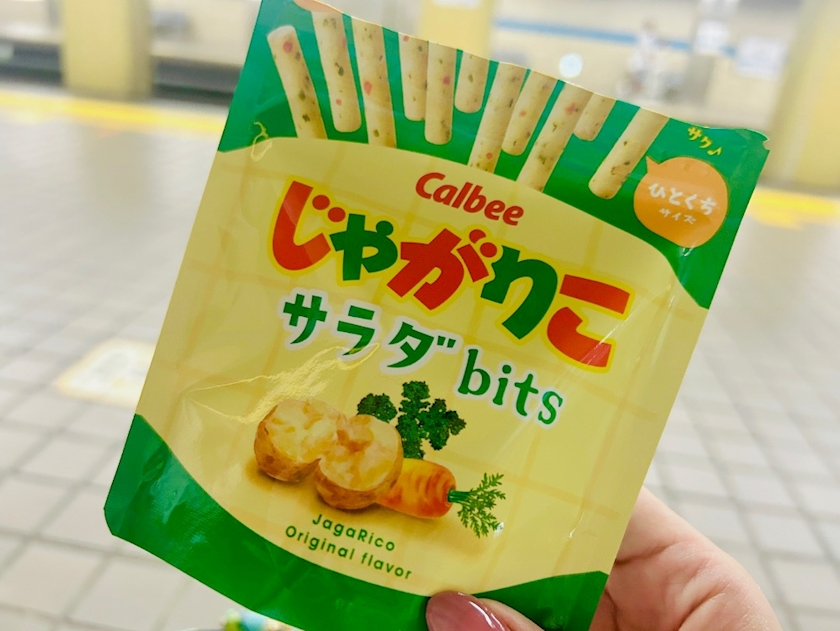 サク♪
ひとくち
サイズ
Calbee
じゃがりこ
サラダbits
JagaRico
Original flavor